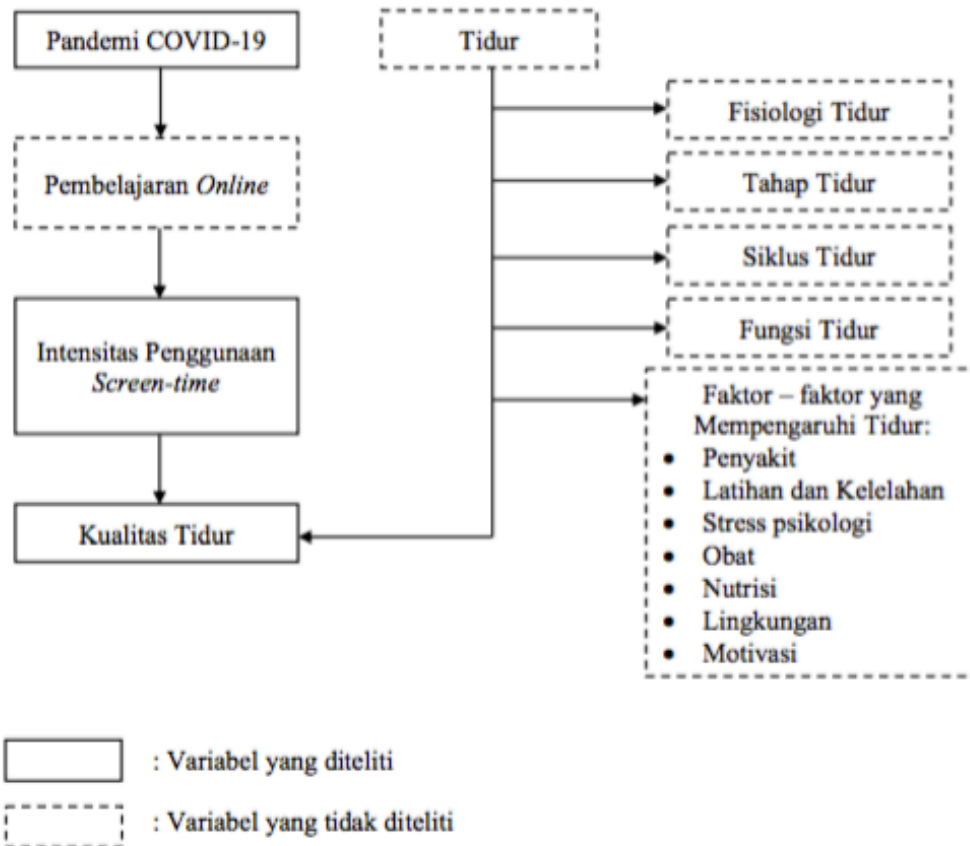 Pandemi COVID-19
Tidur
Fisiologi Tidur
Pembelajaran Online
Tahap Tidur
Siklus Tidur
Intensitas Penggunaan
Screen-time
Fungsi Tidur
Faktor – faktor yang
Mempengaruhi Tidur:
• Penyakit
• Latihan dan Kelelahan
• Stress psikologi
• Obat
• Nutrisi
• Lingkungan
• Motivasi
Kualitas Tidur
: Variabel yang diteliti
: Variabel yang tidak diteliti